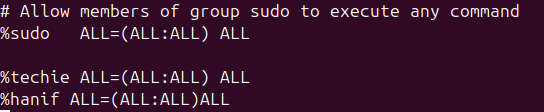 # Allow members of group sudo to execute any command
%sudo   ALL=(ALL:ALL) ALL

%techie ALL=(ALL:ALL) ALL
%hanif ALL=(ALL:ALL)ALL